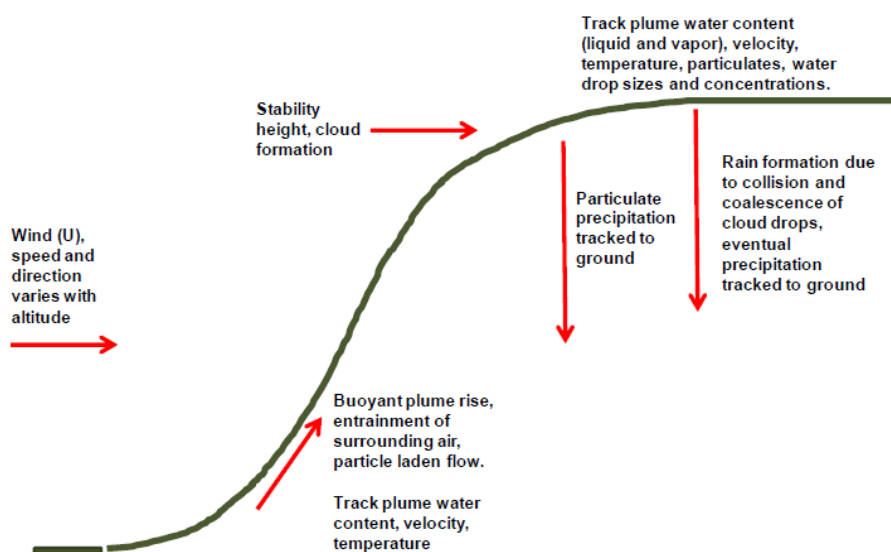 Track plume water content
(liquid and vapor), velocity,
temperature, particulates, water
drop sizes and concentrations.
Stability
height, cloud
formation
Rain formation due
to collision and
coalescence of
cloud drops,
eventual
precipitation
tracked to ground
Particulate
precipitation
tracked to
ground
Wind (U),
speed and
direction
varies with
altitude
Buoyant plume rise,
entrainment of
surrounding air,
particle laden flow.
Track plume water
content, velocity,
temperature